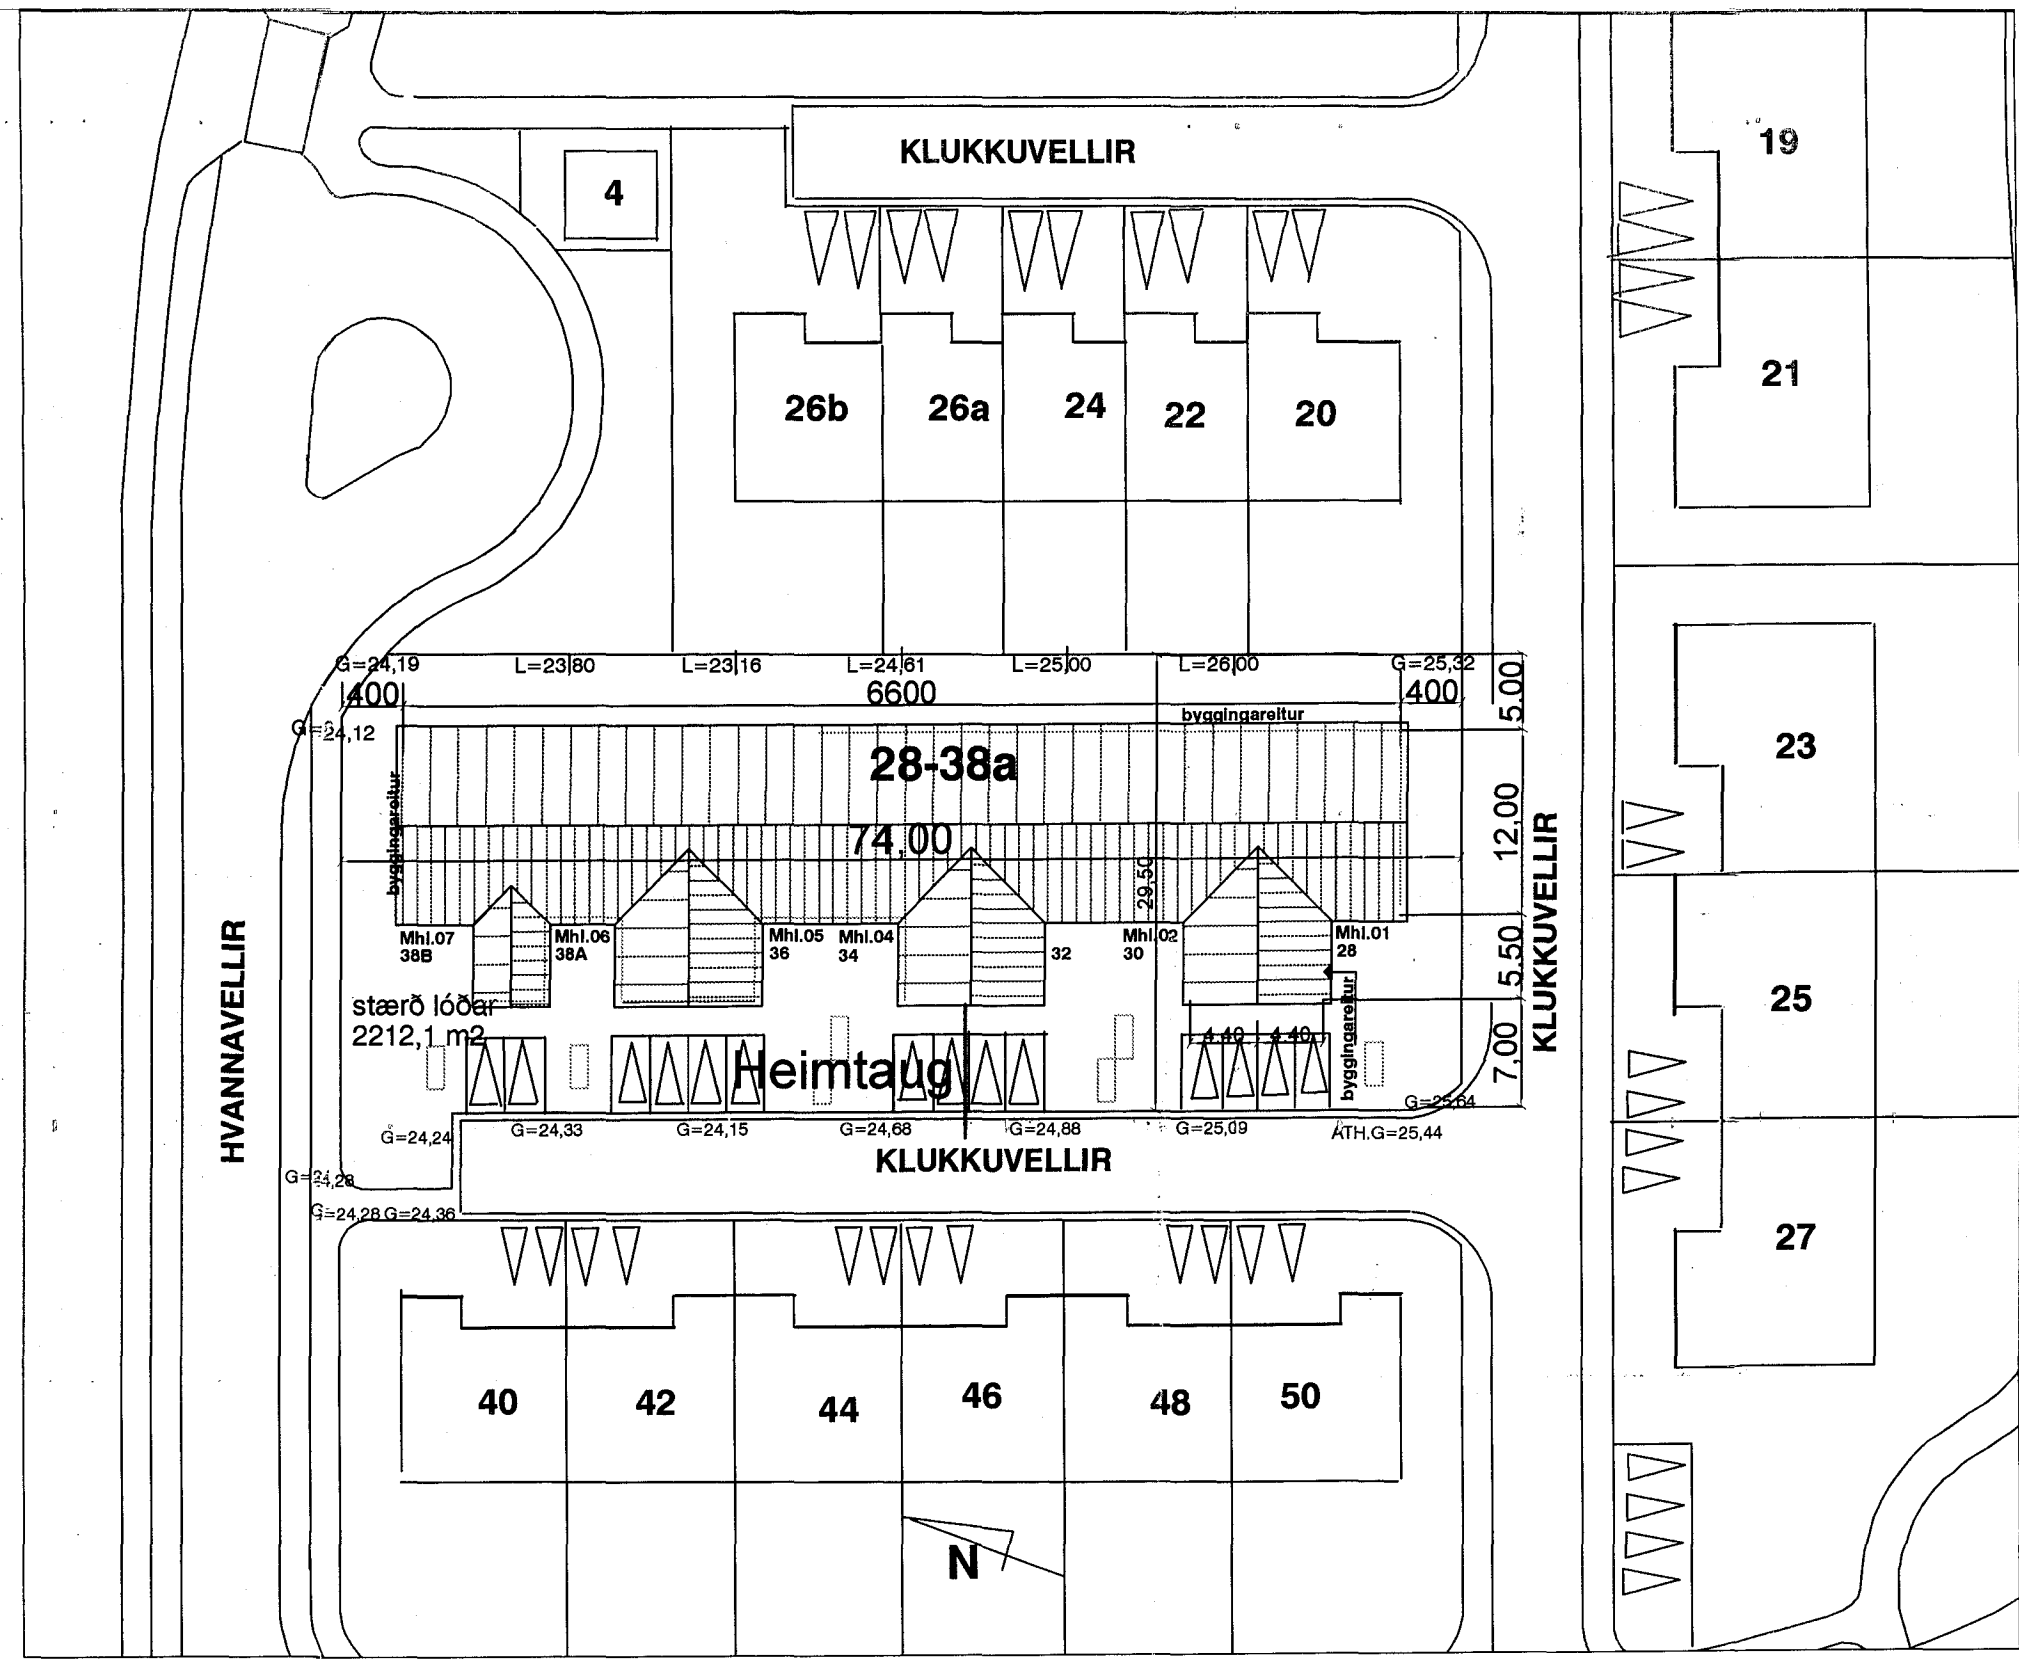 KLUKKUVELLIR
19
4
21
26b
26a
24
22
20
G=24,19
L=23,80
L=23,16
L=24,61
L=25,00
L=26,00
G=25,32
400
6600
400
5.00
byggingareitur
G=24,12
23
28-38a
byggingareitur
12,00
74,00
29,50
KLUKKUVELLIR
Mhl.07
38B
Mhl.06
38A
Mhl.05
36
Mhl.04
34
32
Mhl.02
30
Mhl.01
28
5.50
HVANNAVELLIR
stærð lóðar
2212,1 m2
25
4.40
4.40
byggingareitur
7,00
Heimtaug
G=25,64
G=24,24
G=24,33
G=24,15
G=24,68
G=24,88
G=25,09
ATH.G=25,44
KLUKKUVELLIR
G=24,28
G=24,28
G=24,36
27
40
42
44
46
48
50
N